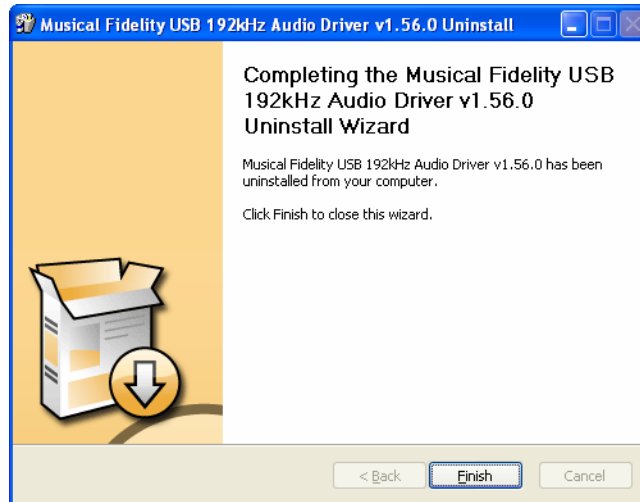 Musical Fidelity USB 192kHz Audio Driver v1.56.0 Uninstall
Completing the Musical Fidelity USB
192kHz Audio Driver v1.56.0
Uninstall Wizard
Musical Fidelity USB 192kHz Audio Driver v1.56.0 has been
uninstalled from your computer.
Click Finish to close this wizard.
< Back
Finish
Cancel